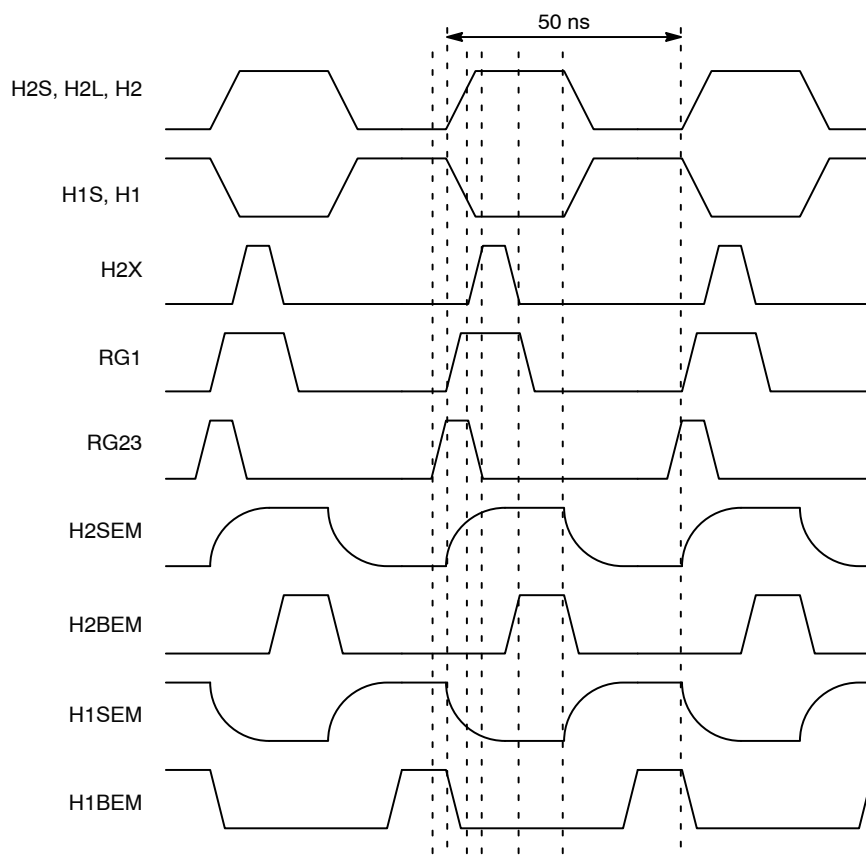 50 ns
H2S, H2L, H2
H1S, H1
H2X
RG1
RG23
H2SEM
H2BEM
H1SEM
H1BEM